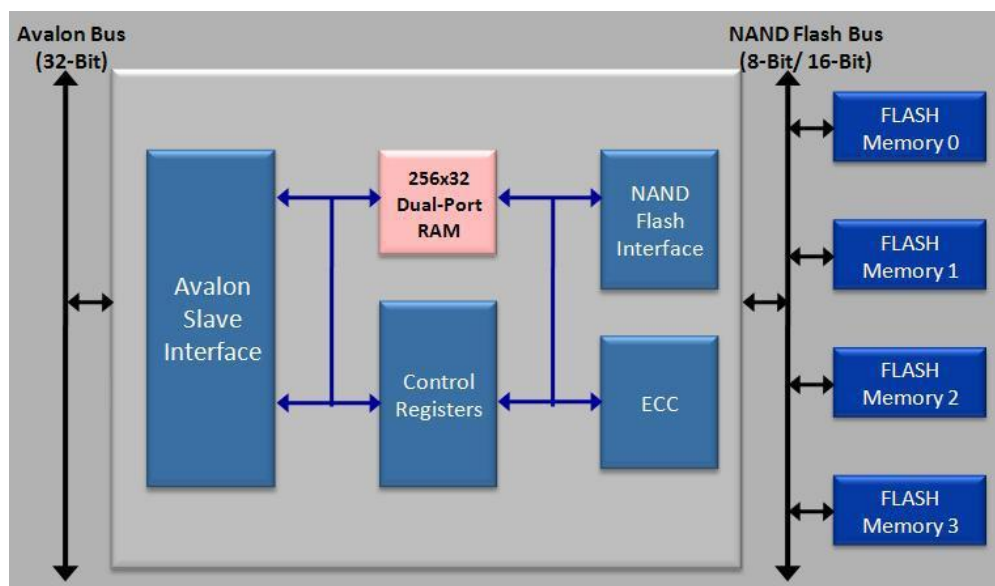 Avalon Bus
(32-Bit)
NAND Flash Bus
(8-Bit/ 16-Bit)
Avalon
Slave
Interface
256x32
Dual-Port
RAM
Control
Registers
NAND
Flash
Interface
ECC
FLASH
Memory 0
FLASH
Memory 1
FLASH
Memory 2
FLASH
Memory 3